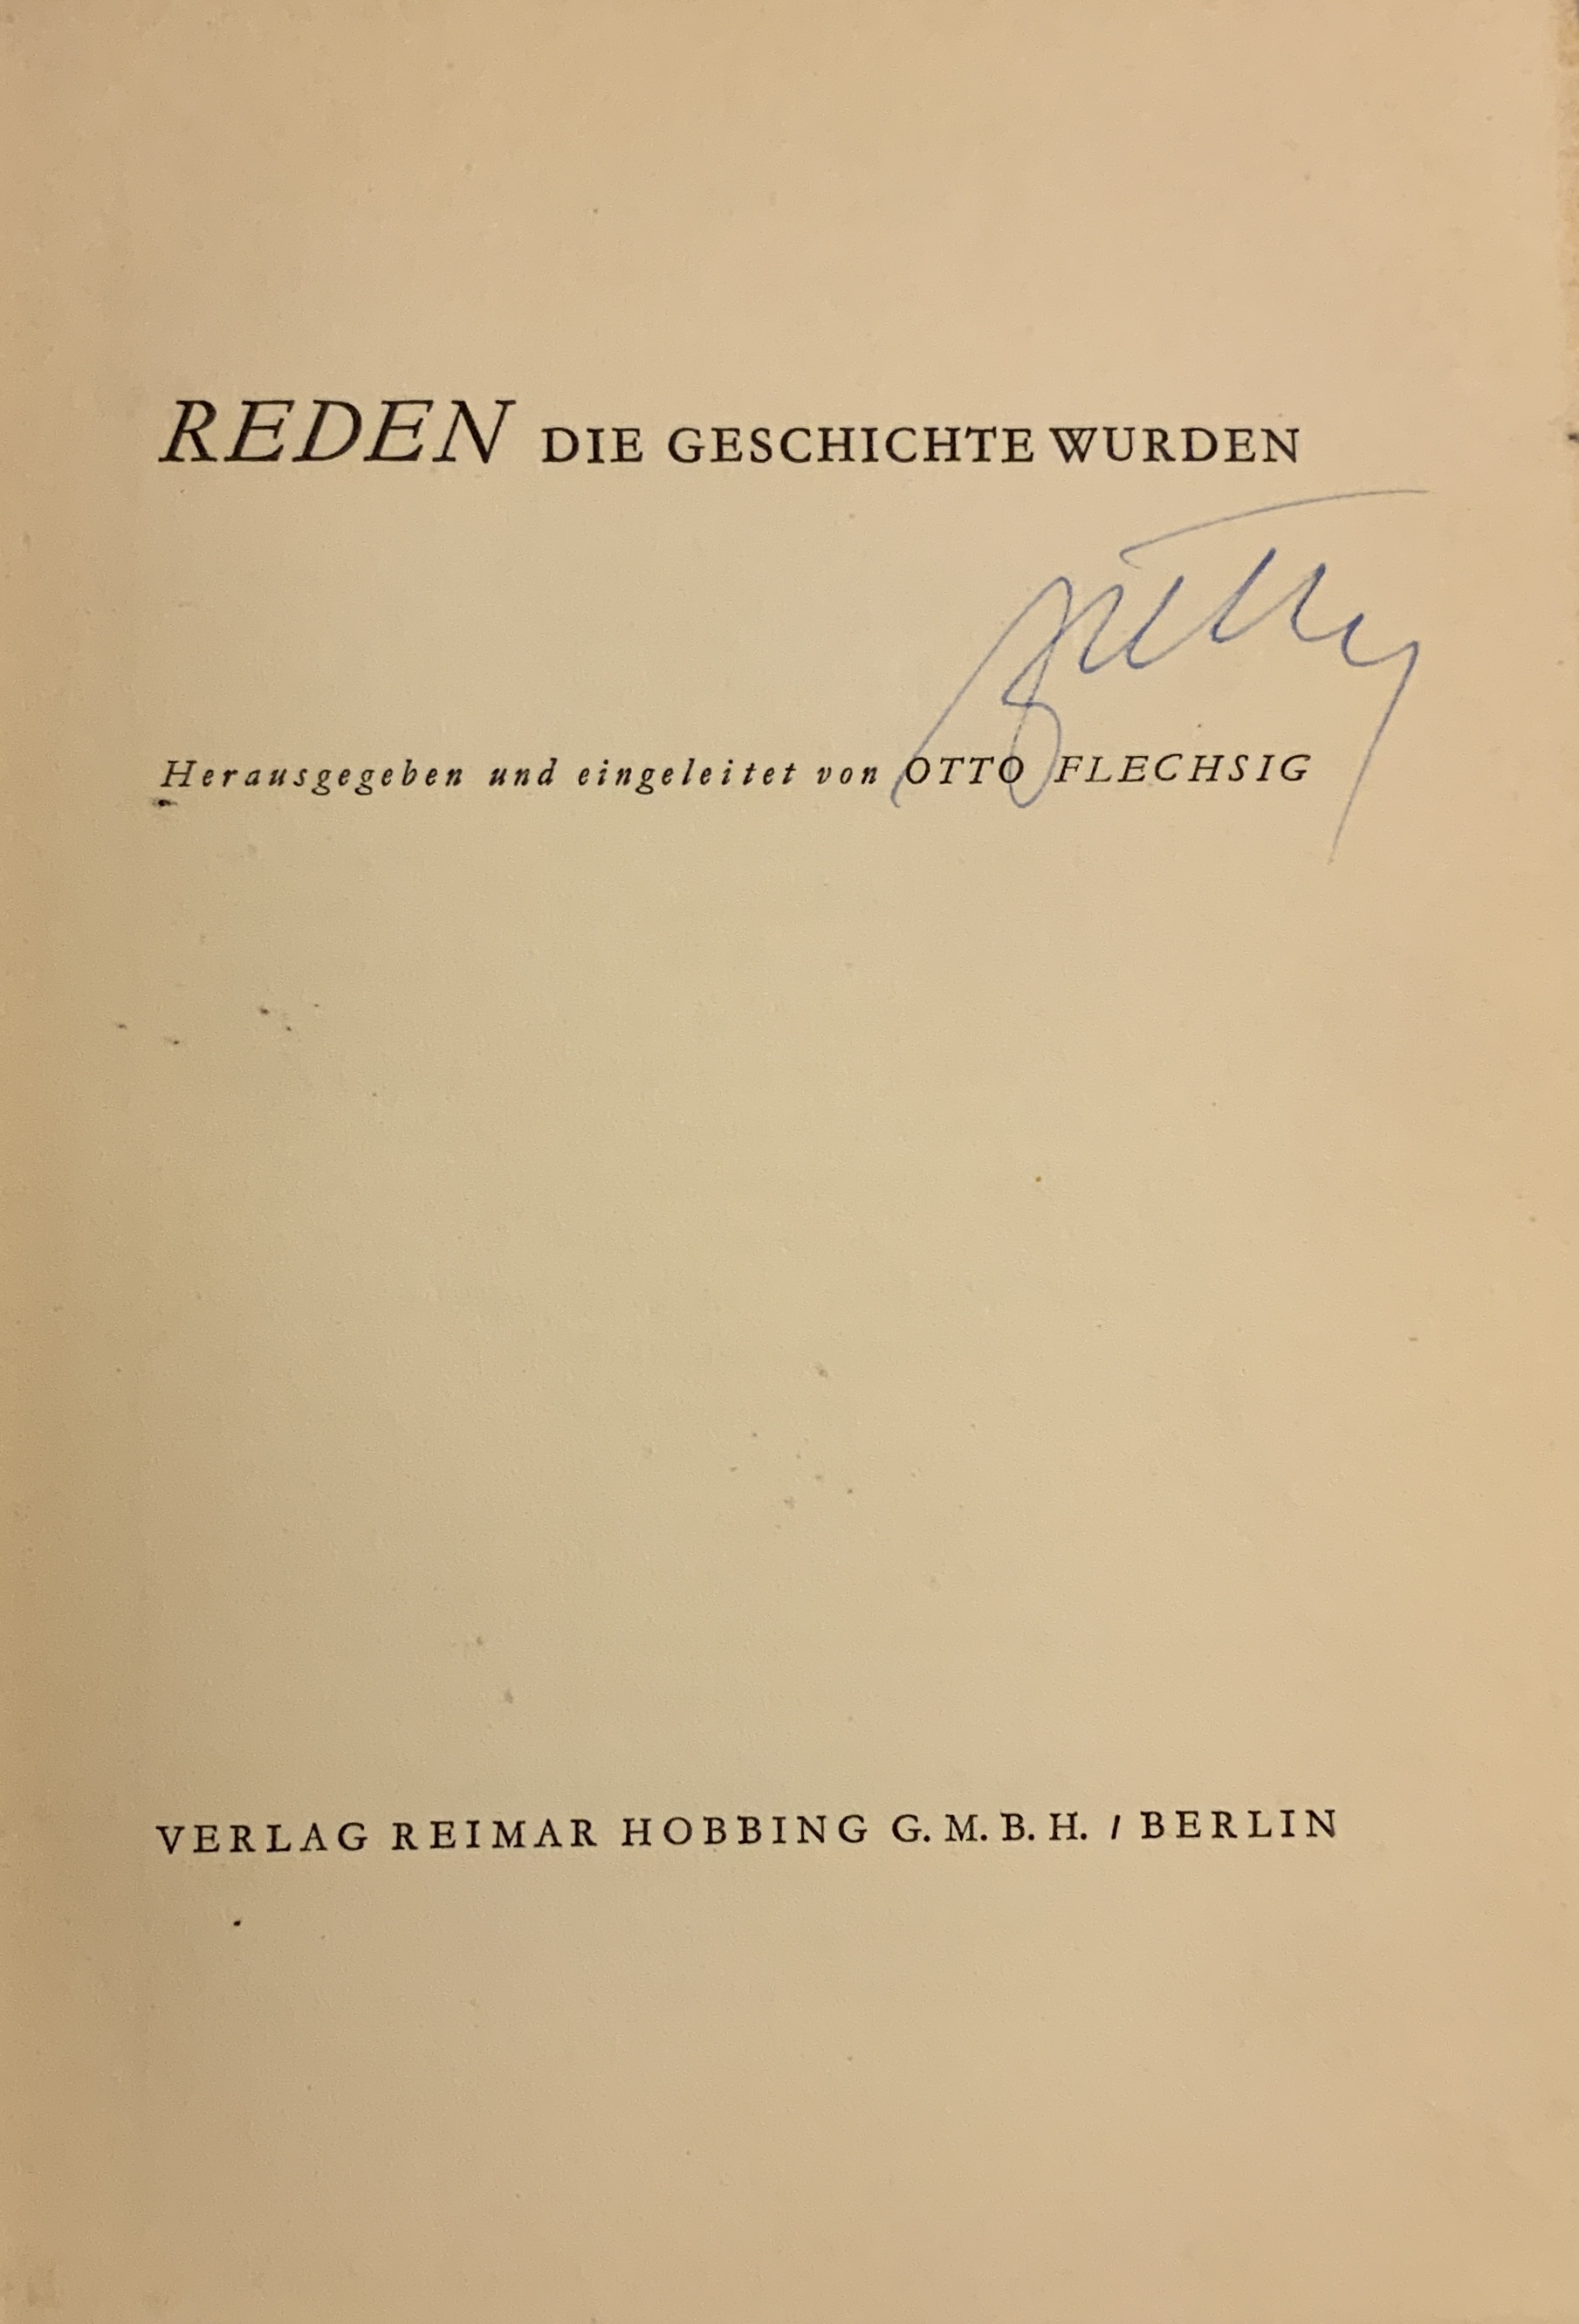 REDEN DIE GESCHICHTE WURDEN
Herausgegeben und eingeleitet von OTTO FLECHSIG
VERLAG REIMAR HOBBING G. M. B. H. / BERLIN